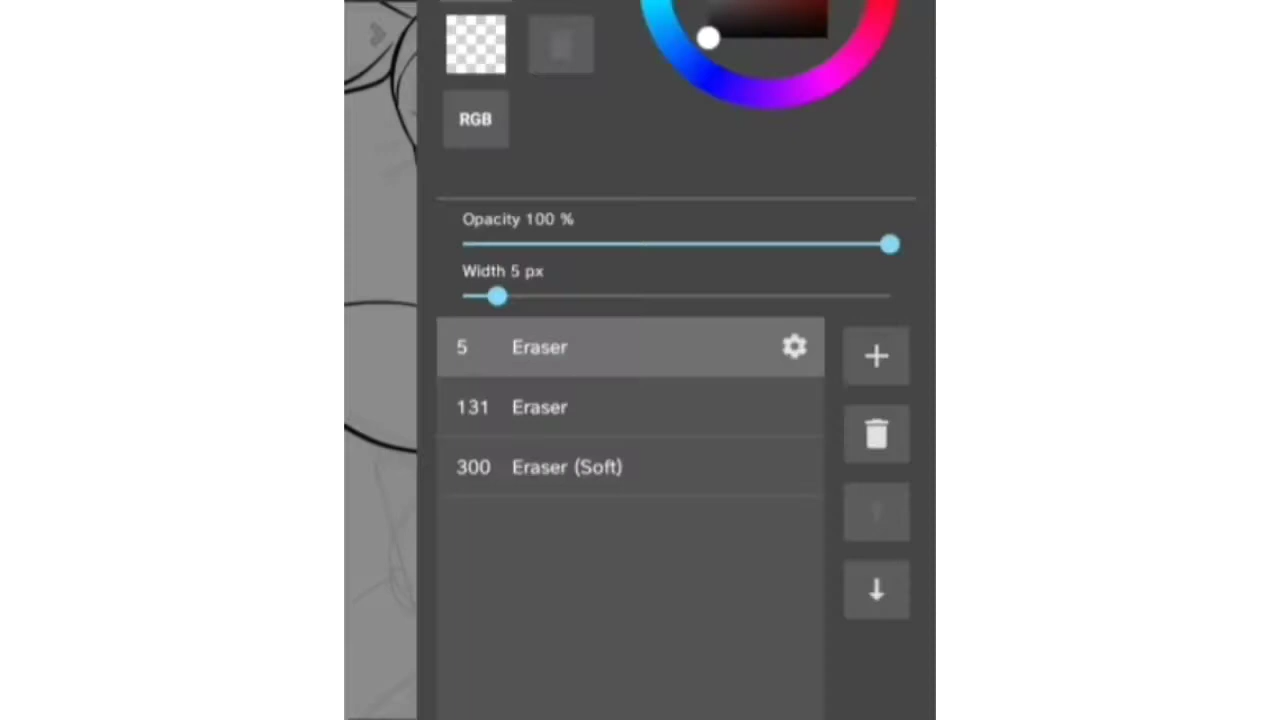 RGB
Opacity 100 %
Width 5 px
5 Eraser
131 Eraser
300 Eraser (Soft)